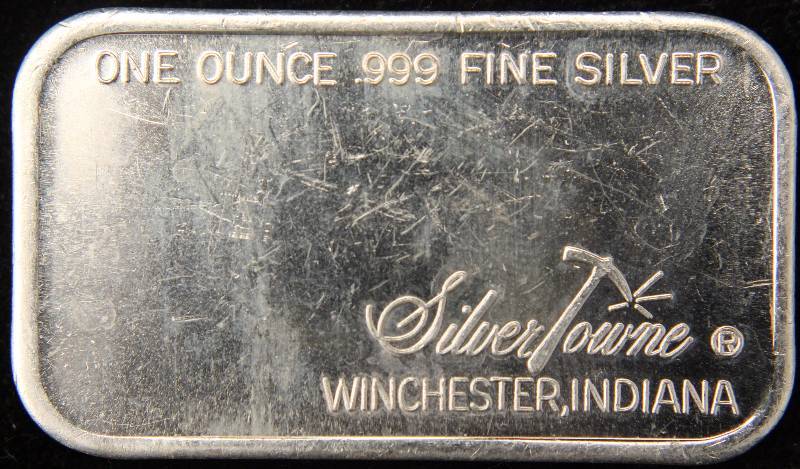 ONE OUNCE .999 FINE SILVER
SilverTowne ®
WINCHESTER, INDIANA